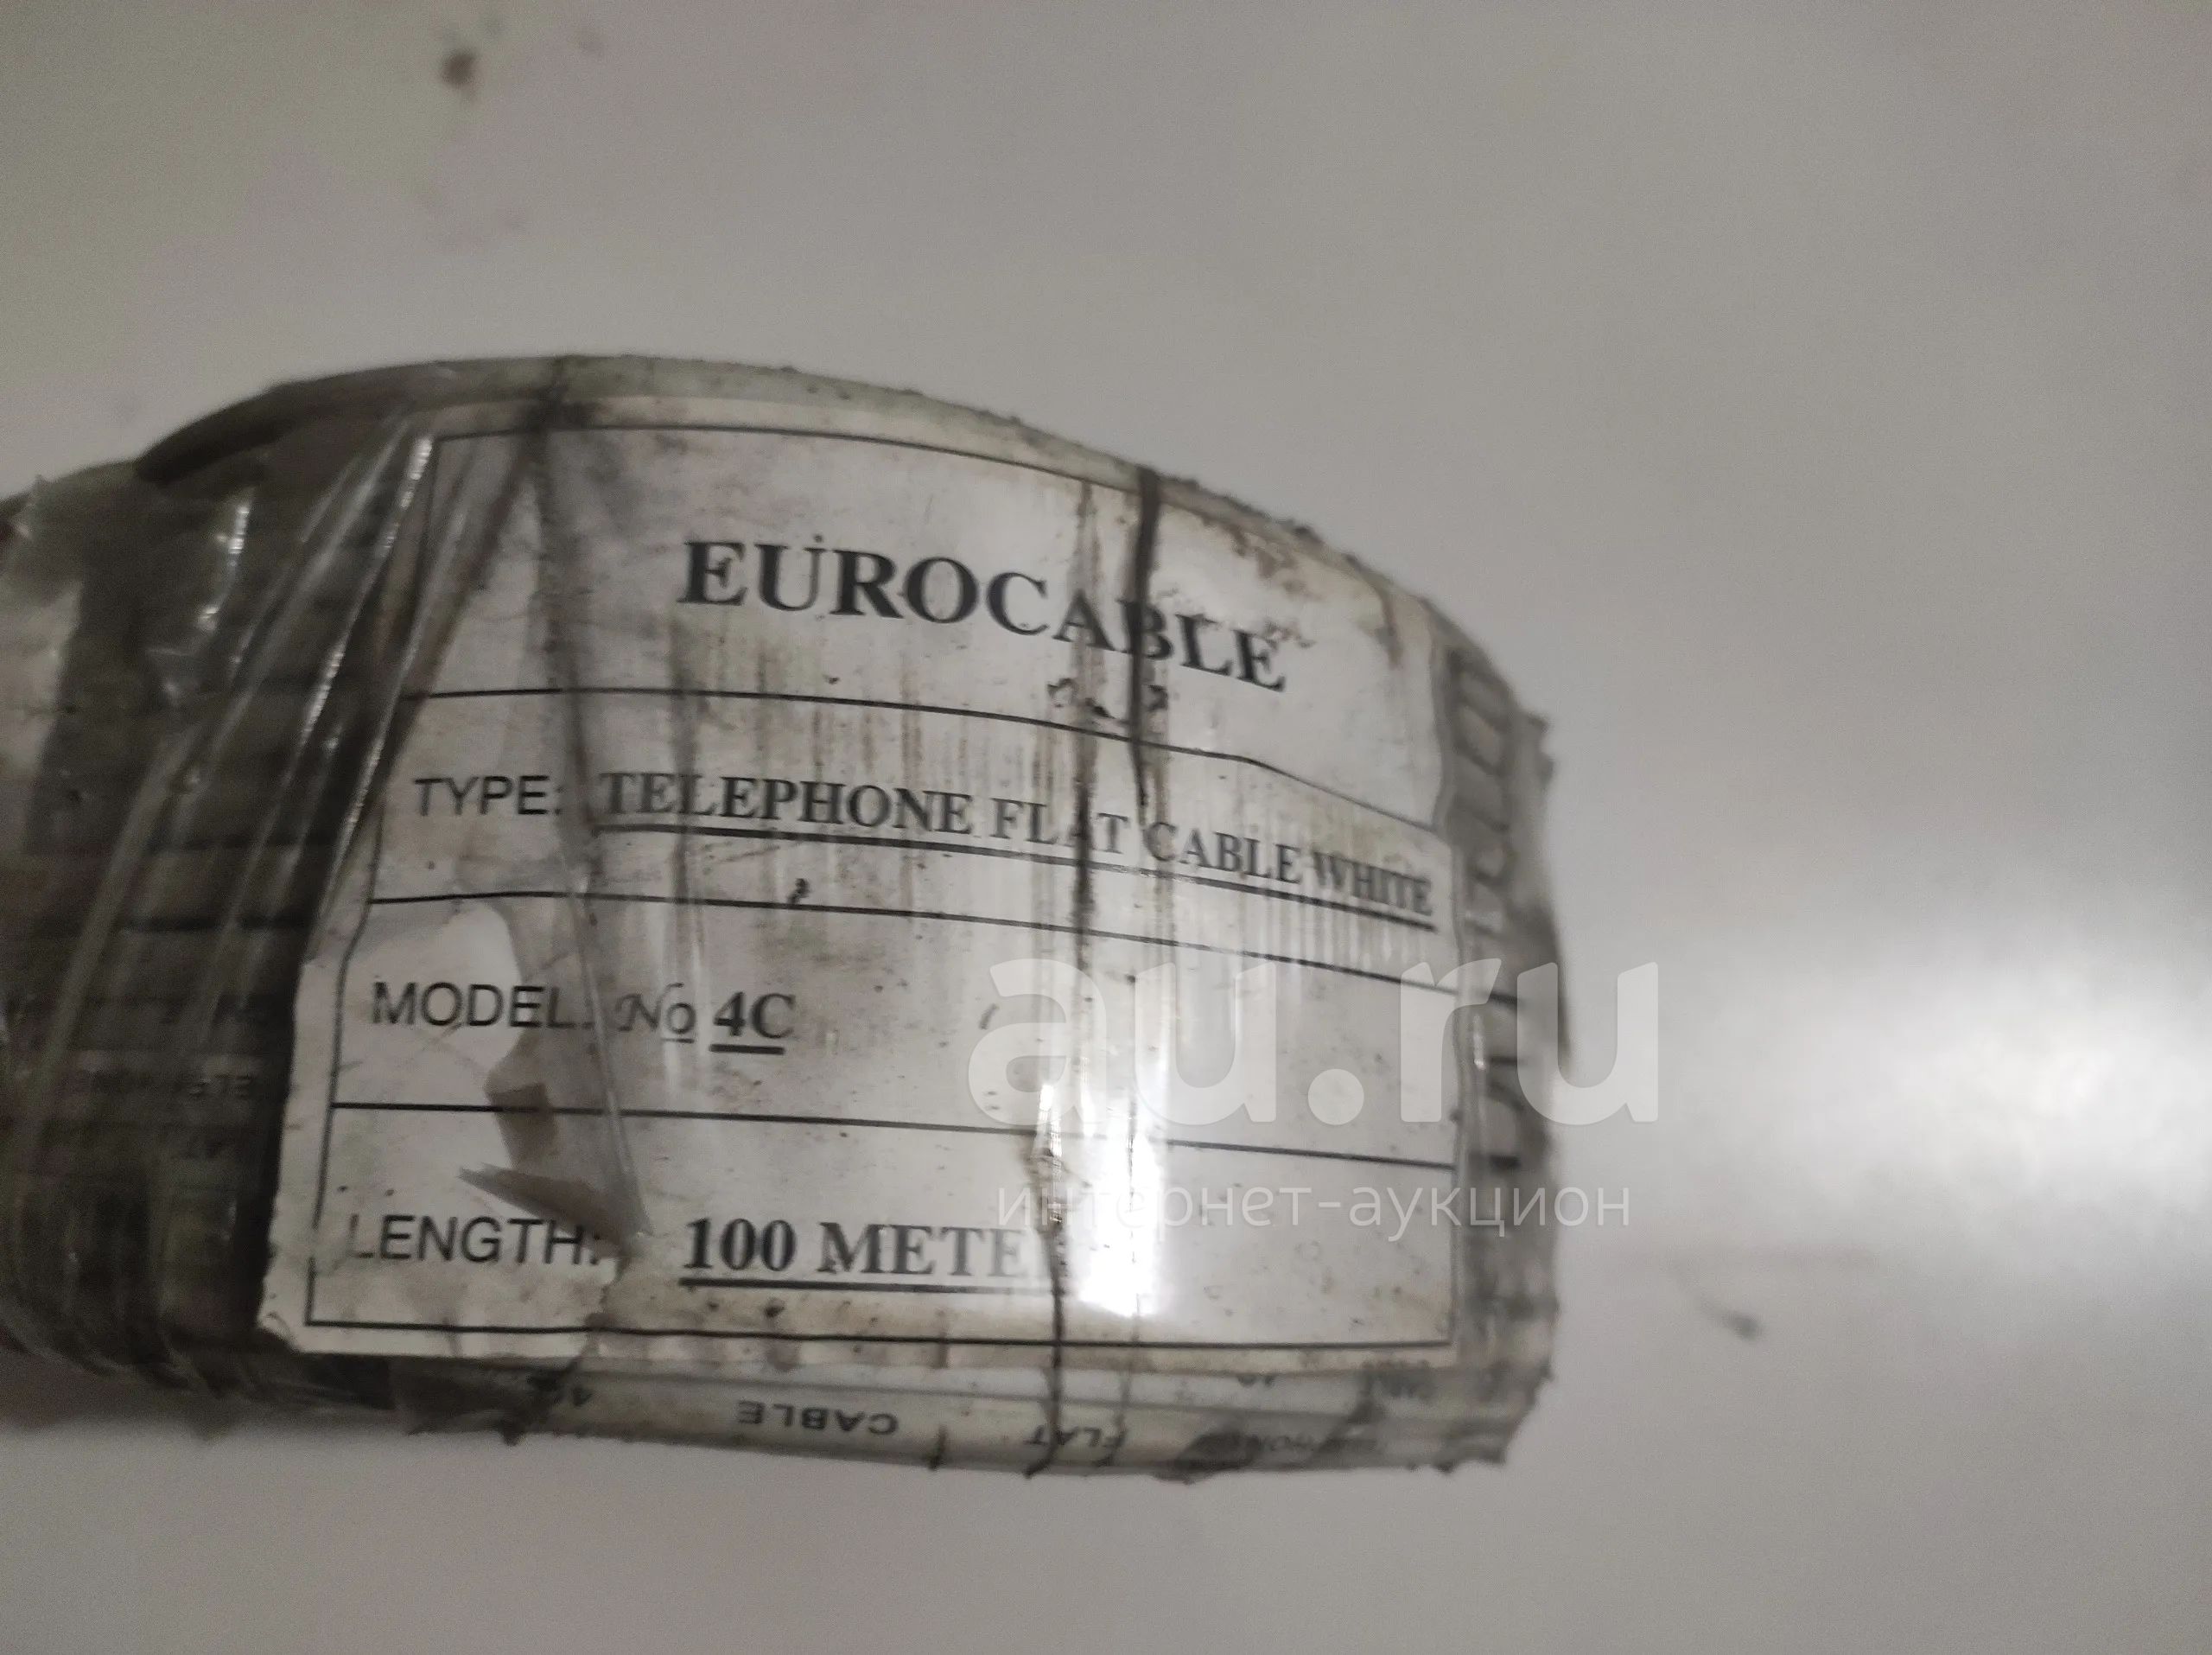 EUROCABLE
TYPE: TELEPHONE FLAT CABLE WHITE
MODEL: № 4C
LENGTH: 100 METE
au.ru
интернет-аукцион
CABLE
FLAT